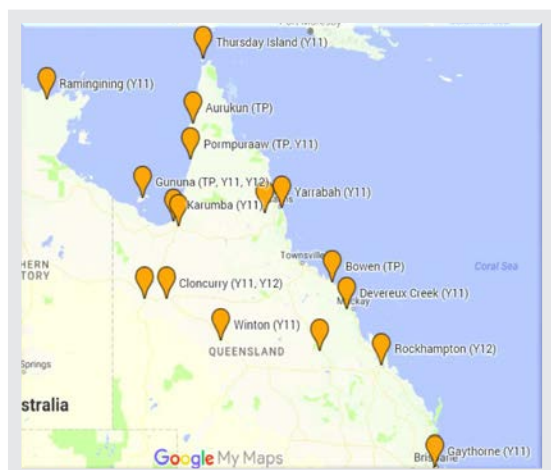 Thursday Island (Y11)
Ramingining (Y11)
Aurukun (TP)
Pormpuraaw (TP, Y11)
Gununa (TP, Y11, Y12)
Yarrabah (Y11)
Karumba (Y11)
Townsville
Bowen (TP)
Coral Sea
Cloncurry (Y11, Y12)
Devereux Creek (Y11)
Mackay
Winton (Y11)
QUEENSLAND
Rockhampton (Y12)
Springs
stralia
Gaythorne (Y11)
Google My Maps